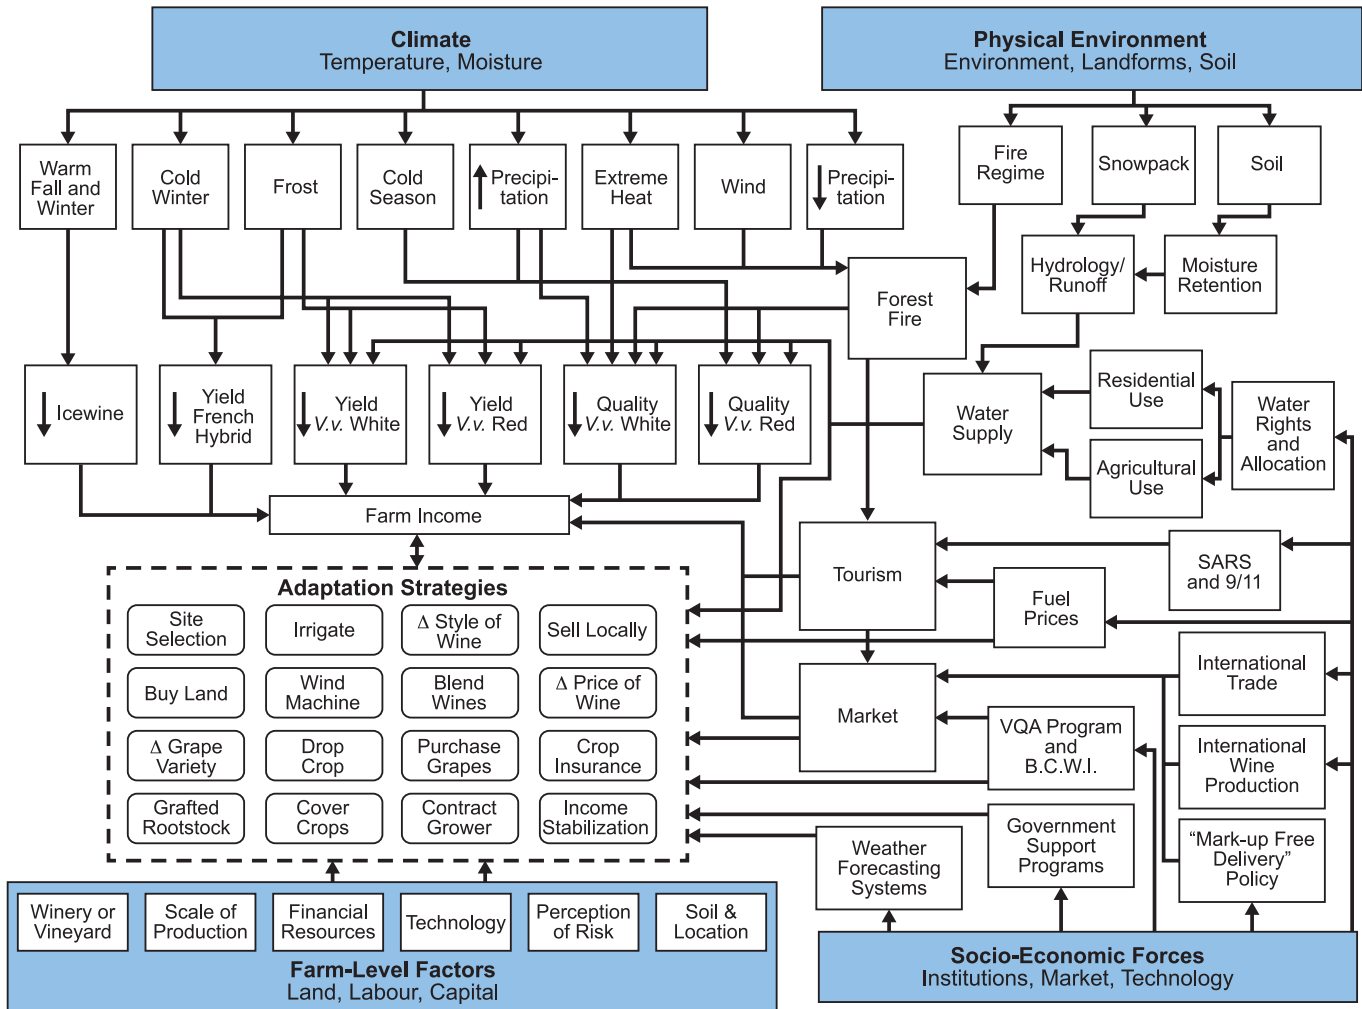 Climate
Temperature, Moisture
Physical Environment
Environment, Landforms, Soil
Warm
Fall and
Winter
Cold
Winter
Frost
Cold
Season
Precipi-
tation
Extreme
Heat
Wind
Precipi-
tation
Fire
Regime
Snowpack
Soil
Hydrology/
Runoff
Moisture
Retention
Forest
Fire
Icewine
Yield
French
Hybrid
Yield
V.v. White
Yield
V.v. Red
Quality
V.v. White
Quality
V.v. Red
Water
Supply
Residential
Use
Agricultural
Use
Water
Rights
and
Allocation
Farm Income
Tourism
SARS
and 9/11
Fuel
Prices
Adaptation Strategies
Site
Selection
Irrigate
Δ Style of
Wine
Sell Locally
Buy Land
Wind
Machine
Blend
Wines
Δ Price of
Wine
Δ Grape
Variety
Drop
Crop
Purchase
Grapes
Crop
Insurance
Grafted
Rootstock
Cover
Crops
Contract
Grower
Income
Stabilization
Market
International
Trade
VQA Program
and
B.C.W.I.
International
Wine
Production
Weather
Forecasting
Systems
Government
Support
Programs
“Mark-up Free
Delivery”
Policy
Winery or
Vineyard
Scale of
Production
Financial
Resources
Technology
Perception
of Risk
Soil &
Location
Farm-Level Factors
Land, Labour, Capital
Socio-Economic Forces
Institutions, Market, Technology